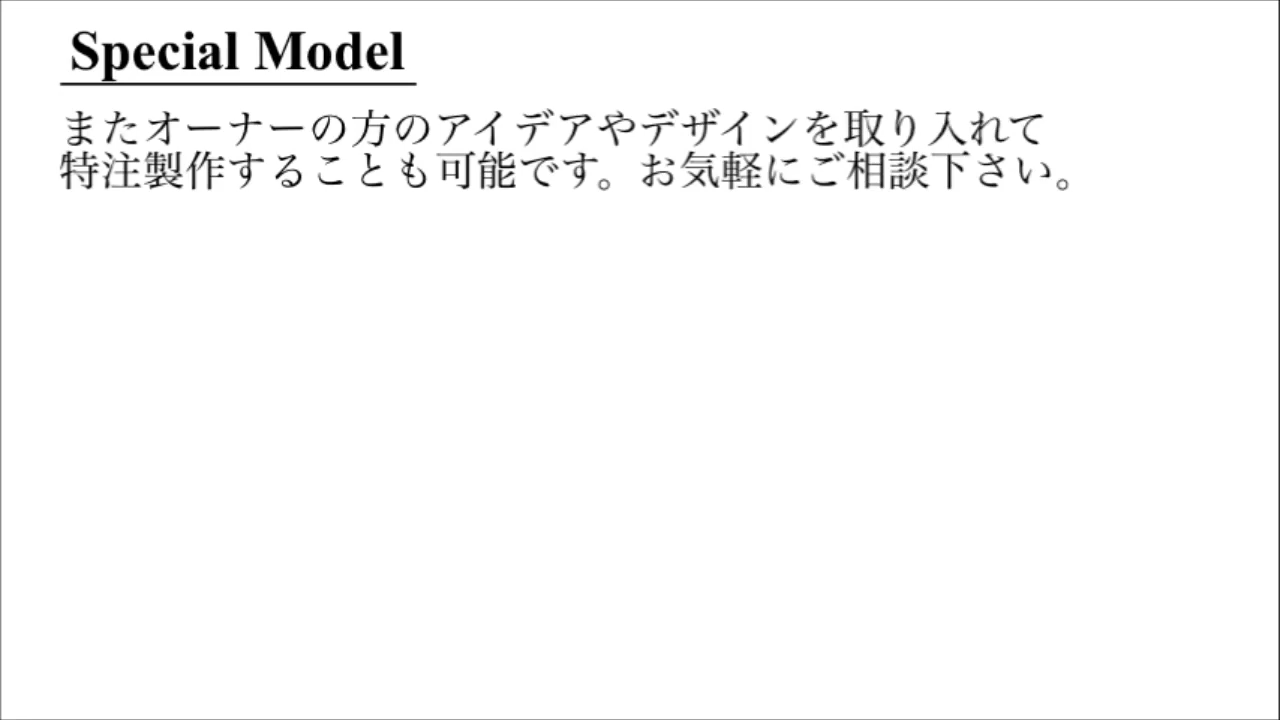 Special Model
またオーナーの方のアイデアやデザインを取り入れて
特注製作することも可能です。お気軽にご相談下さい。